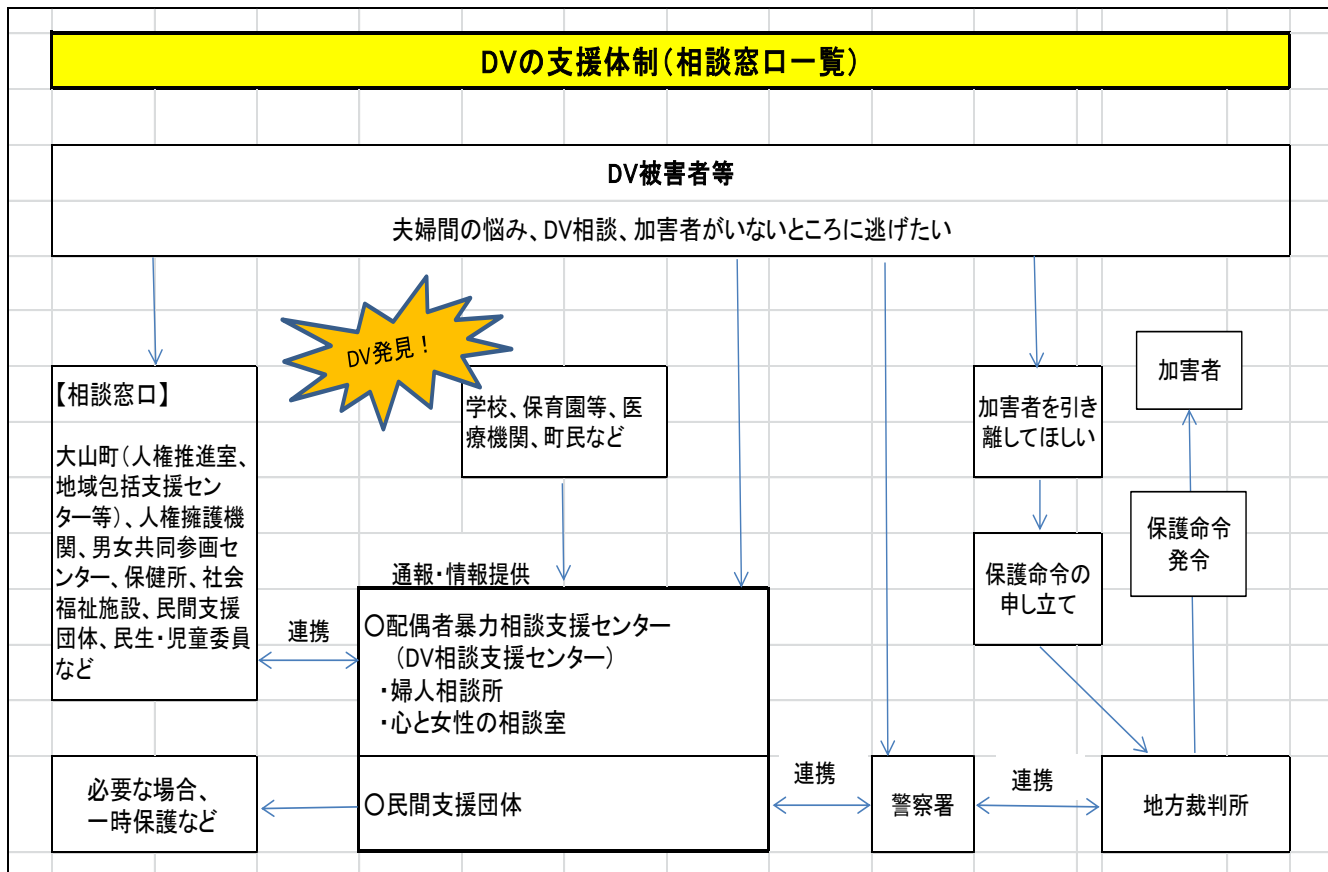 DVの支援体制（相談窓口一覧）
DV被害者等
夫婦間の悩み、DV相談、加害者がいないところに逃げたい
DV発見！
【相談窓口】
大山町（人権推進室、
地域包括支援セン
ター等）、人権擁護機
関、男女共同参画セ
ンター、保健所、社会
福祉施設、民間支援
団体、民生・児童委員
など
学校、保育園等、医
療機関、町民など
加害者を引き
離してほしい
加害者
保護命令
発令
保護命令の
申し立て
通報・情報提供
連携
〇配偶者暴力相談支援センター
（DV相談支援センター）
・婦人相談所
・心と女性の相談室
必要な場合、
一時保護など
〇民間支援団体
連携
警察署
連携
地方裁判所